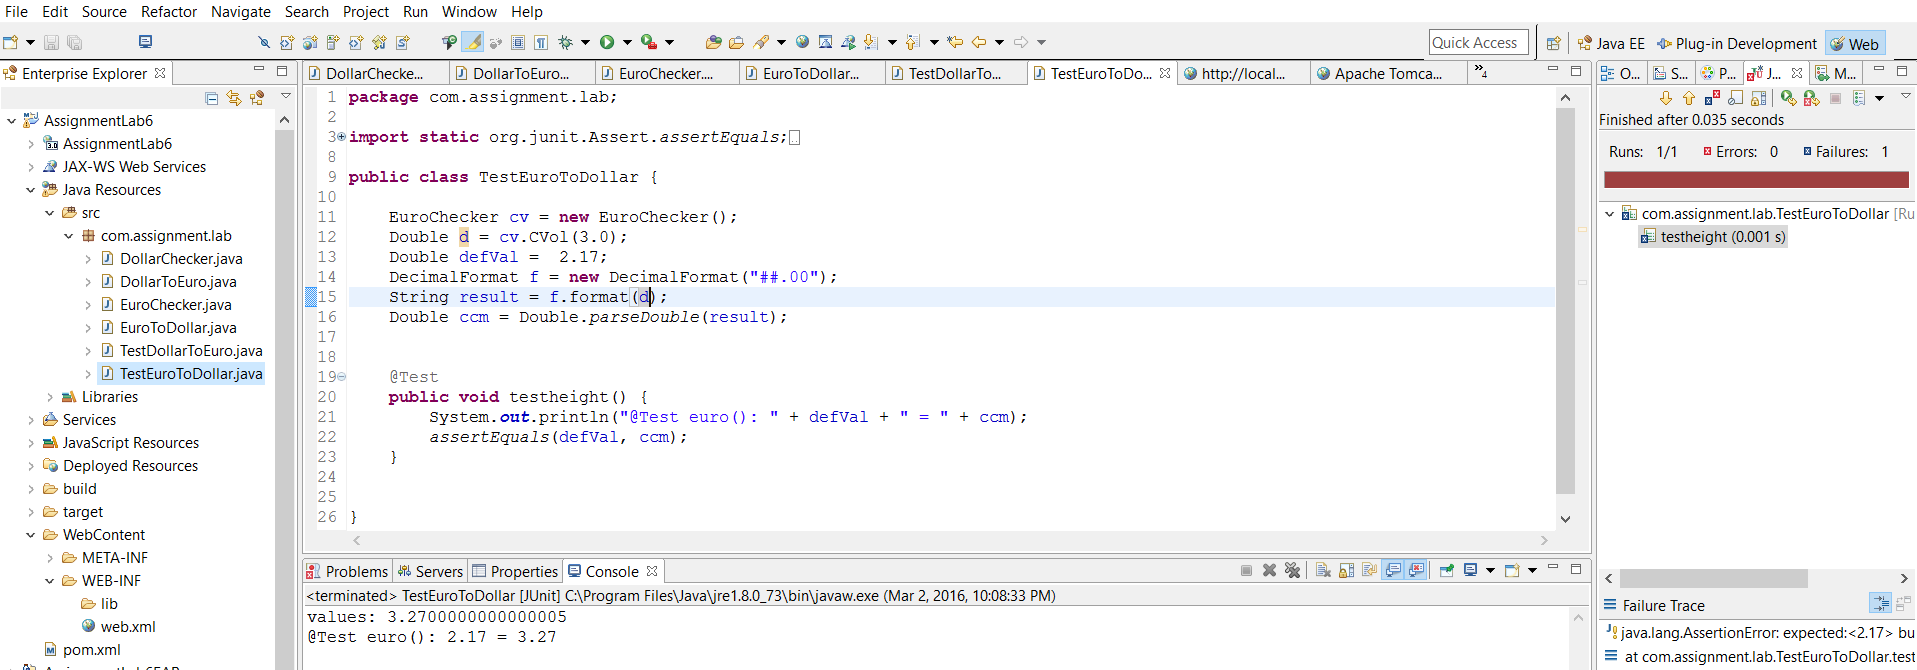 File Edit Source Refactor Navigate Search Project Run Window Help
Quick Access Java EE Plug-in Development Web
Enterprise Explorer
DollarChecke... DollarToEuro... EuroChecker.... EuroToDollar... TestDollarTo... TestEuroToDo... http://local... Apache Tomca... »4
O... S... P... J... M...
AssignmentLab6
AssignmentLab6
JAX-WS Web Services
Java Resources
src
com.assignment.lab
DollarChecker.java
DollarToEuro.java
EuroChecker.java
EuroToDollar.java
TestDollarToEuro.java
TestEuroToDollar.java
Libraries
Services
JavaScript Resources
Deployed Resources
build
target
WebContent
META-INF
WEB-INF
lib
web.xml
pom.xml
1 package com.assignment.lab;
2
3 import static org.junit.Assert.assertEquals;
8
9 public class TestEuroToDollar {
10
11 EuroChecker cv = new EuroChecker();
12 Double d = cv.CVol(3.0);
13 Double defVal =  2.17;
14 DecimalFormat f = new DecimalFormat("##.00");
15 String result = f.format(d);
16 Double ccm = Double.parseDouble(result);
17
18
19 @Test
20 public void testheight() {
21 System.out.println("@Test euro(): " + defVal + " = " + ccm);
22 assertEquals(defVal, ccm);
23 }
24
25
26 }
Problems Servers Properties Console
<terminated> TestEuroToDollar [JUnit] C:\Program Files\Java\jre1.8.0_73\bin\javaw.exe (Mar 2, 2016, 10:08:33 PM)
values: 3.2700000000000005
@Test euro(): 2.17 = 3.27
Finished after 0.035 seconds
Runs: 1/1 Errors: 0 Failures: 1
com.assignment.lab.TestEuroToDollar [Ru
testheight (0.001 s)
Failure Trace
java.lang.AssertionError: expected:<2.17> bu
at com.assignment.lab.TestEuroToDollar.test